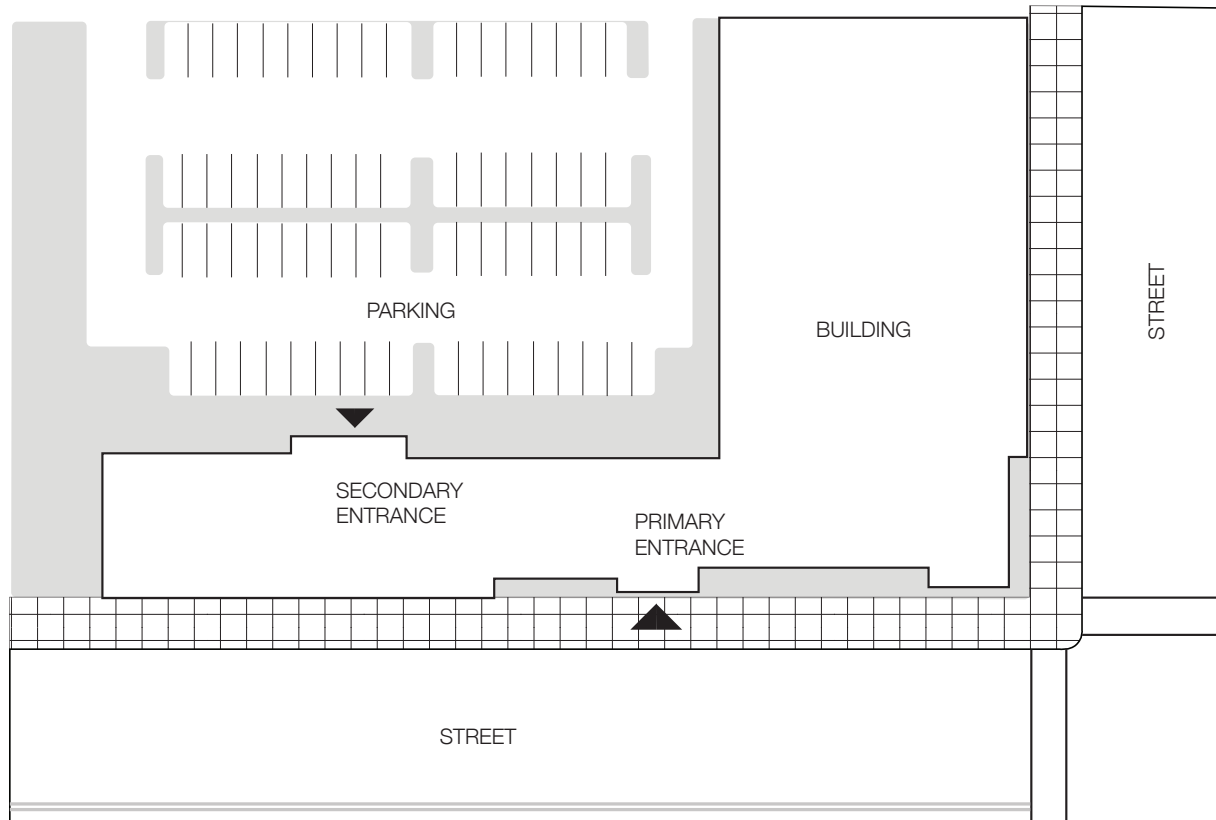 PARKING
BUILDING
STREET
SECONDARY
ENTRANCE
PRIMARY
ENTRANCE
STREET